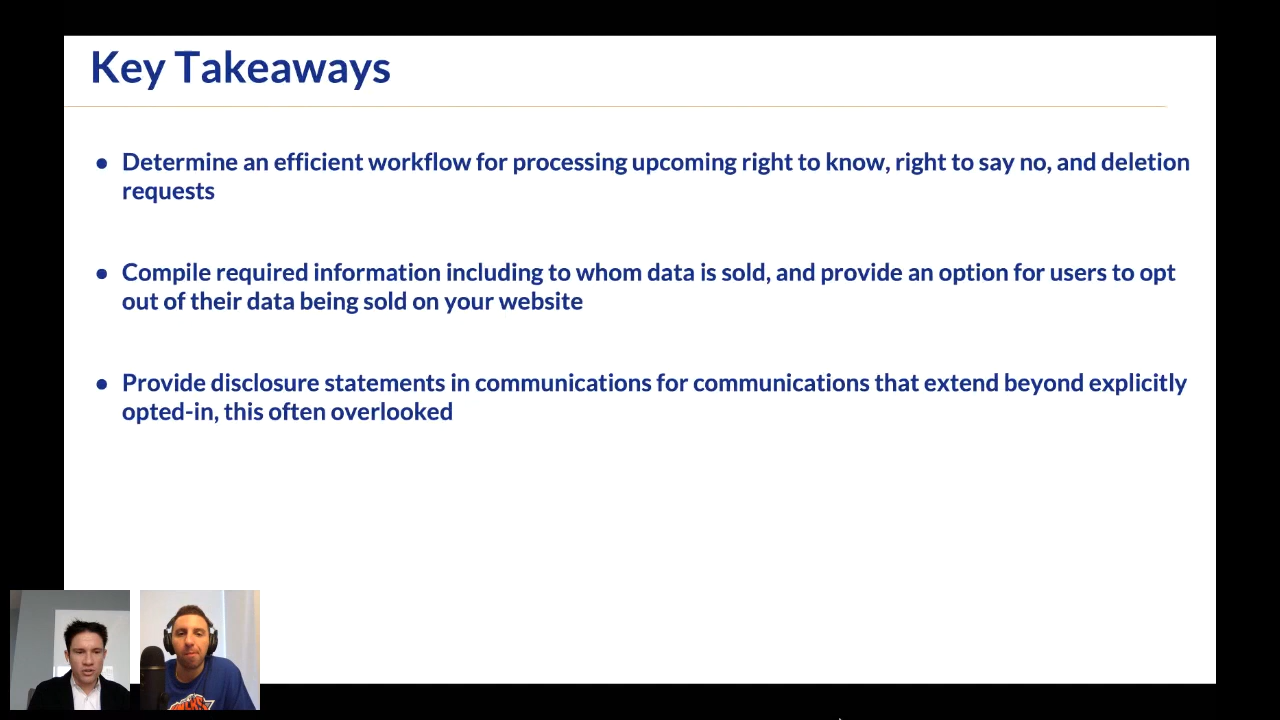 Key Takeaways
● Determine an efficient workflow for processing upcoming right to know, right to say no, and deletion
requests
● Compile required information including to whom data is sold, and provide an option for users to opt
out of their data being sold on your website
● Provide disclosure statements in communications for communications that extend beyond explicitly
opted-in, this often overlooked